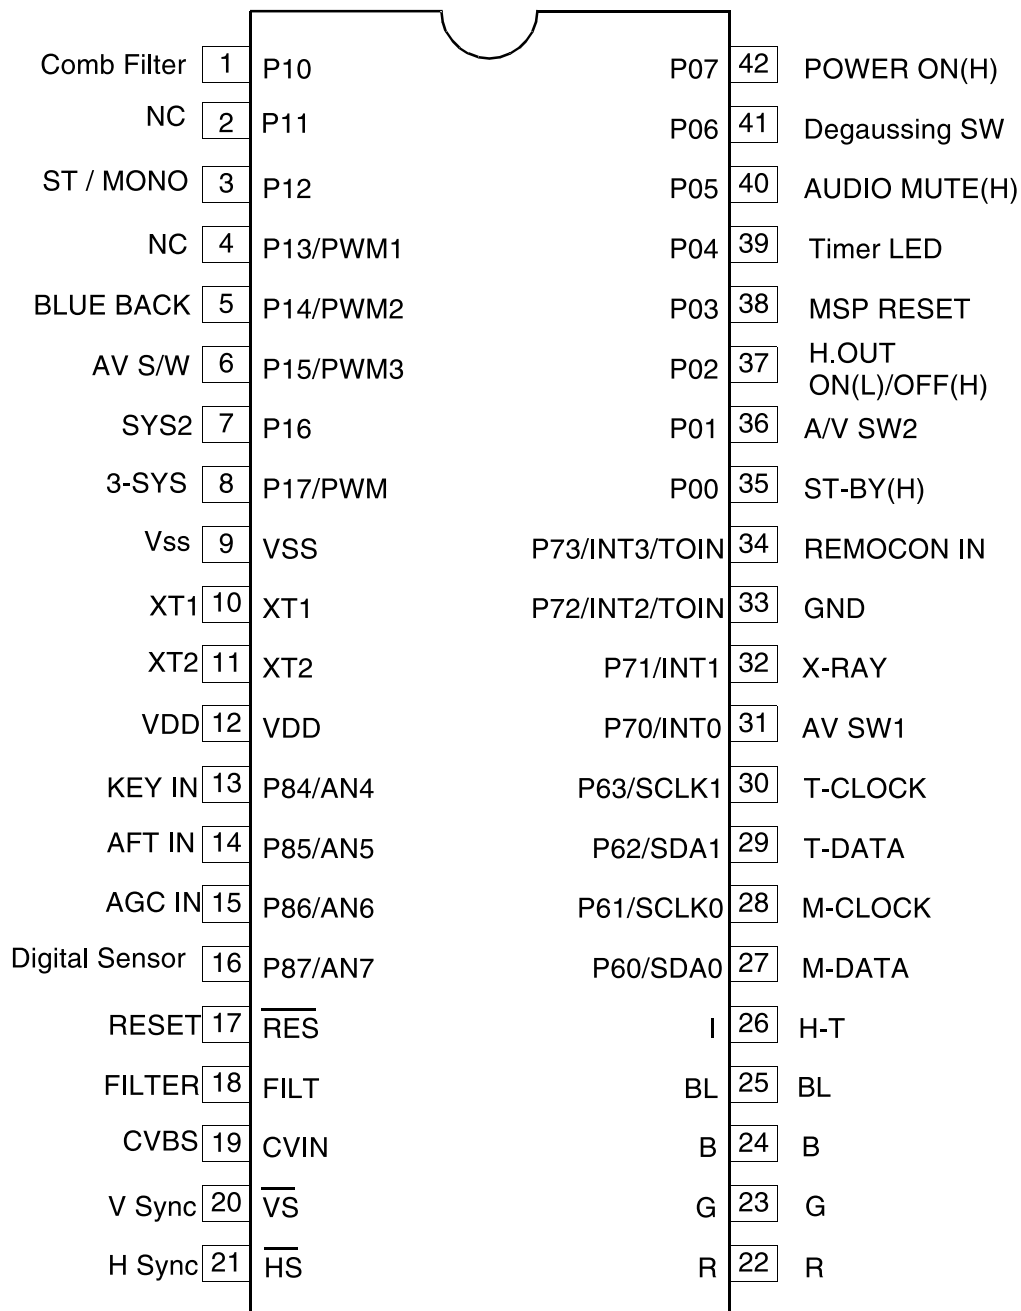 Comb Filter 1 P10 P07 42 POWER ON(H)
NC 2 P11 P06 41 Degaussing SW
ST / MONO 3 P12 P05 40 AUDIO MUTE(H)
NC 4 P13/PWM1 P04 39 Timer LED
BLUE BACK 5 P14/PWM2 P03 38 MSP RESET
AV S/W 6 P15/PWM3 P02 37 H.OUT
ON(L)/OFF(H)
SYS2 7 P16 P01 36 A/V SW2
3-SYS 8 P17/PWM P00 35 ST-BY(H)
Vss 9 VSS P73/INT3/TOIN 34 REMOCON IN
XT1 10 XT1 P72/INT2/TOIN 33 GND
XT2 11 XT2 P71/INT1 32 X-RAY
VDD 12 VDD P70/INT0 31 AV SW1
KEY IN 13 P84/AN4 P63/SCLK1 30 T-CLOCK
AFT IN 14 P85/AN5 P62/SDA1 29 T-DATA
AGC IN 15 P86/AN6 P61/SCLK0 28 M-CLOCK
Digital Sensor 16 P87/AN7 P60/SDA0 27 M-DATA
RESET 17 R̅E̅S̅ I 26 H-T
FILTER 18 FILT BL 25 BL
CVBS 19 CVIN B 24 B
V Sync 20 V̅S̅ G 23 G
H Sync 21 H̅S̅ R 22 R